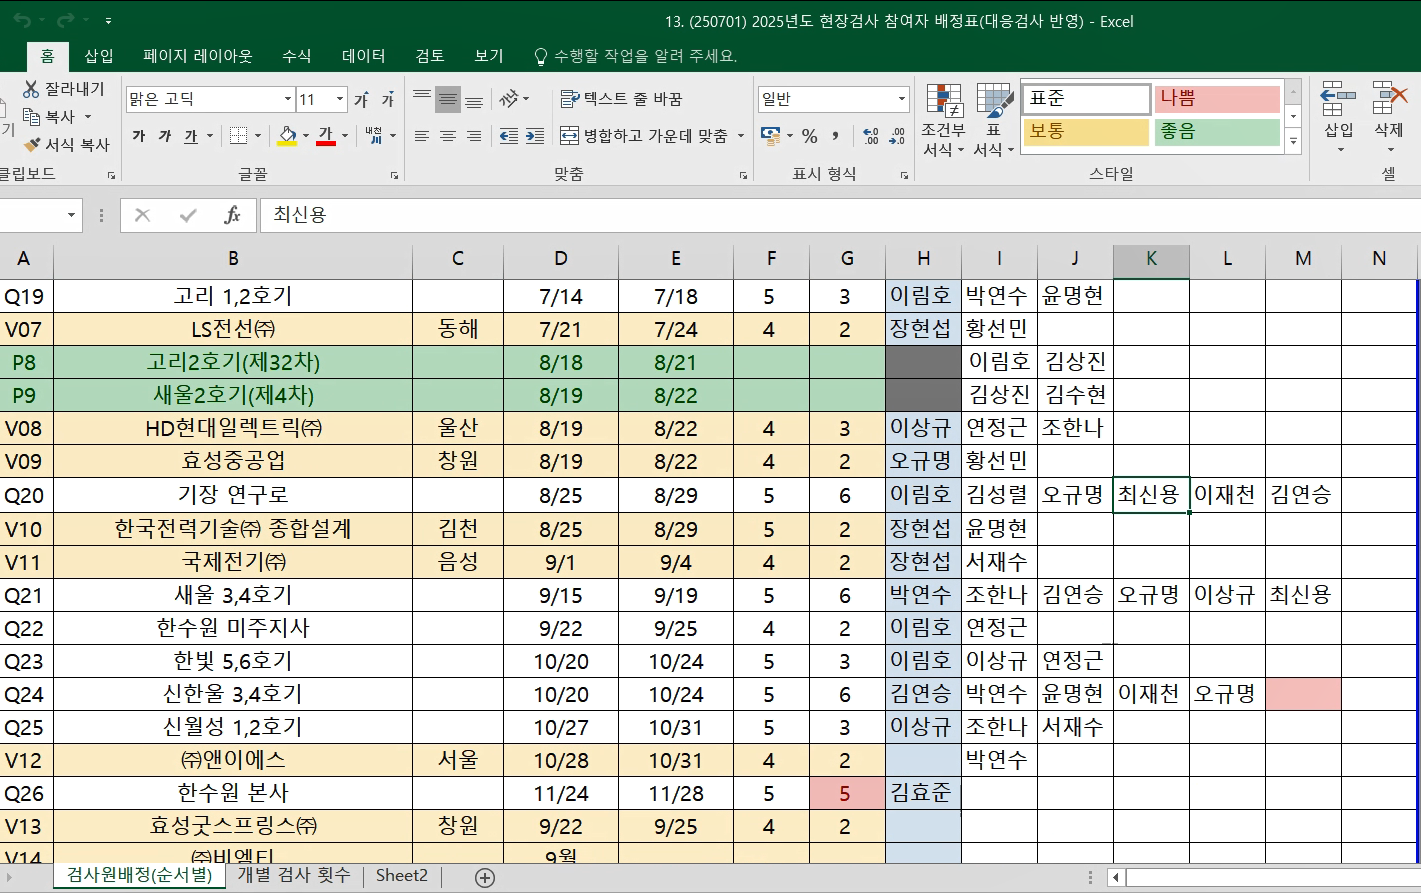 13. (250701) 2025년도 현장검사 참여자 배정표(대응검사 반영) - Excel
홈 삽입 페이지 레이아웃 수식 데이터 검토 보기 수행할 작업을 알려 주세요.
잘라내기 맑은 고딕 11 가 가 텍스트 줄 바꿈 일반 표준 나쁨
기 복사 조건부 표 삽입 삭제
서식 복사 가 가 가 가 내천 병합하고 가운데 맞춤 % , 서식 서식 보통 좋음
클립보드 글꼴 맞춤 표시 형식 스타일 셀
fx 최신용
A B C D E F G H I J K L M N
Q19 고리 1,2호기 7/14 7/18 5 3 이림호 박연수 윤명현
V07 LS전선㈜ 동해 7/21 7/24 4 2 장현섭 황선민
P8 고리2호기(제32차) 8/18 8/21 이림호 김상진
P9 새울2호기(제4차) 8/19 8/22 김상진 김수현
V08 HD현대일렉트릭㈜ 울산 8/19 8/22 4 3 이상규 연정근 조한나
V09 효성중공업 창원 8/19 8/22 4 2 오규명 황선민
Q20 기장 연구로 8/25 8/29 5 6 이림호 김성렬 오규명 최신용 이재천 김연승
V10 한국전력기술㈜ 종합설계 김천 8/25 8/29 5 2 장현섭 윤명현
V11 국제전기㈜ 음성 9/1 9/4 4 2 장현섭 서재수
Q21 새울 3,4호기 9/15 9/19 5 6 박연수 조한나 김연승 오규명 이상규 최신용
Q22 한수원 미주지사 9/22 9/25 4 2 이림호 연정근
Q23 한빛 5,6호기 10/20 10/24 5 3 이림호 이상규 연정근
Q24 신한울 3,4호기 10/20 10/24 5 6 김연승 박연수 윤명현 이재천 오규명
Q25 신월성 1,2호기 10/27 10/31 5 3 이상규 조한나 서재수
V12 ㈜앤이에스 서울 10/28 10/31 4 2 박연수
Q26 한수원 본사 11/24 11/28 5 5 김효준
V13 효성굿스프링스㈜ 창원 9/22 9/25 4 2
V14 ㈜비엠티 9월
검사원배정(순서별) 개별 검사 횟수 Sheet2